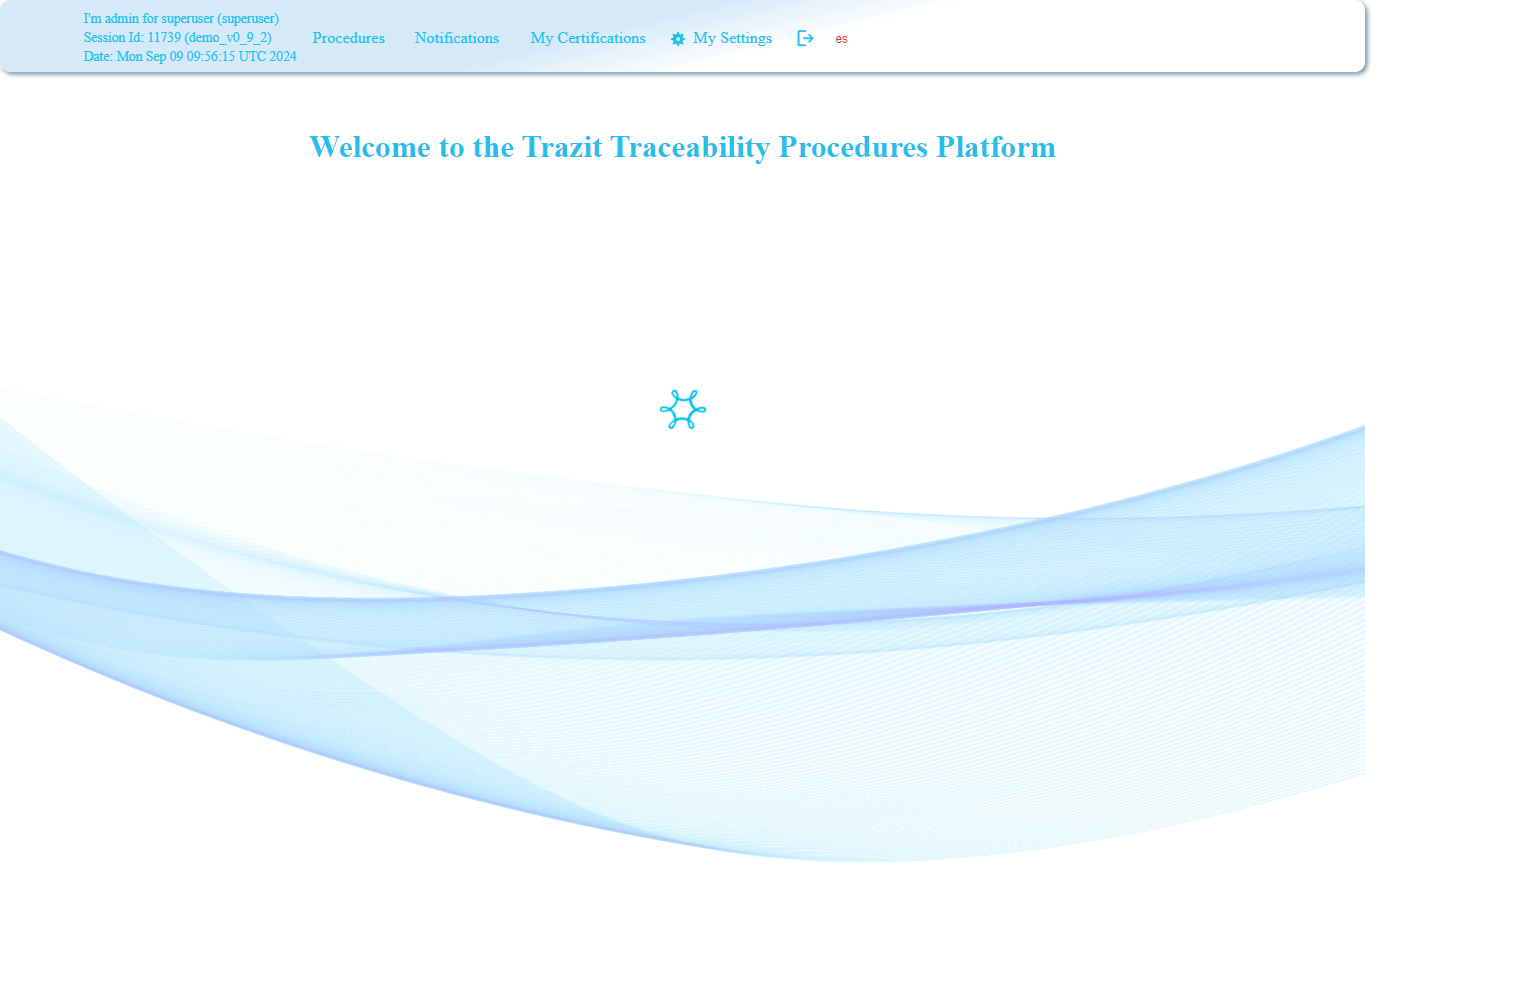 I'm admin for superuser (superuser)
Session Id: 11739 (demo_v0_9_2)
Date: Mon Sep 09 09:56:15 UTC 2024
Procedures
Notifications
My Certifications
My Settings
es
Welcome to the Trazit Traceability Procedures Platform